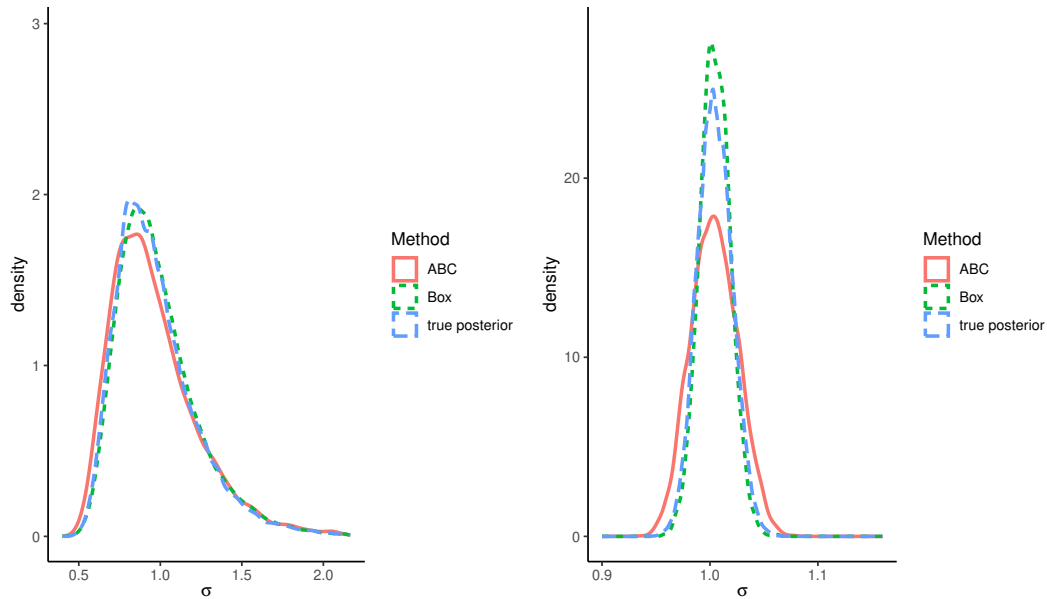 3
2
1
0
density
0.5 1.0 1.5 2.0
σ
Method
ABC
Box
true posterior
20
10
0
density
0.9 1.0 1.1
σ
Method
ABC
Box
true posterior